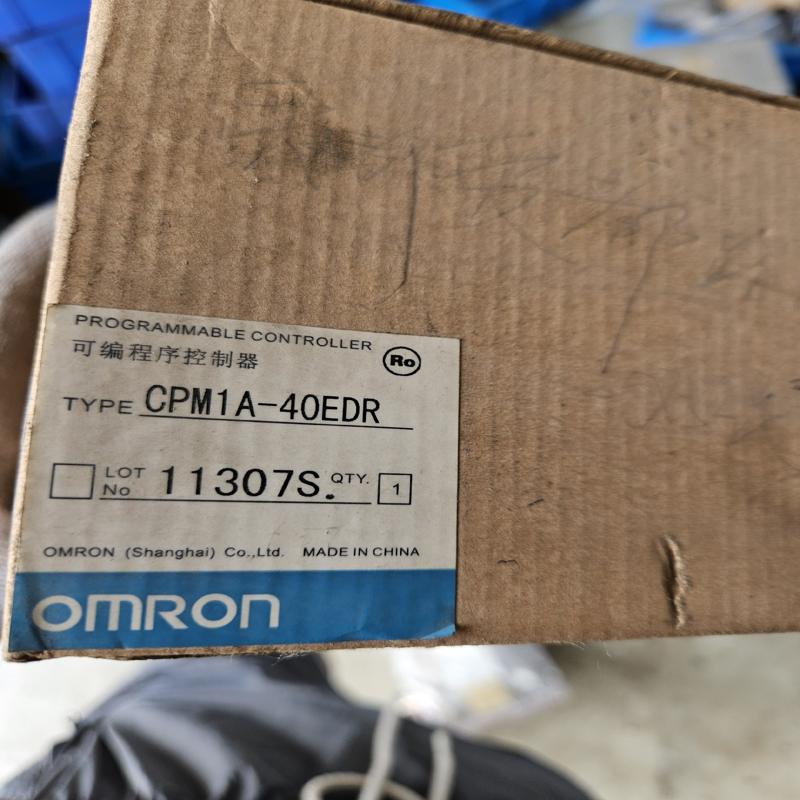 PROGRAMMABLE CONTROLLER
可编程序控制器
Ro
TYPE CPM1A-40EDR
LOT No 11307S. QTY. 1
OMRON (Shanghai) Co.,Ltd. MADE IN CHINA
OMRON